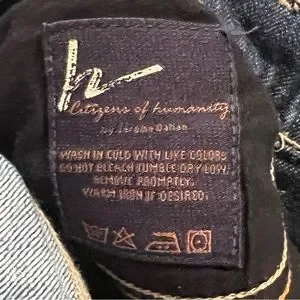 h
Citizens of humanity
by Jerome Dahan
WASH IN COLD WITH LIKE COLORS
DO NOT BLEACH TUMBLE DRY LOW.
REMOVE PROMPTLY.
WARM IRON IF DESIRED.